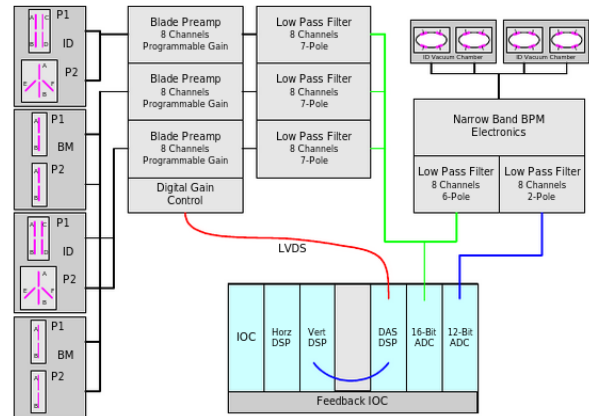 P1
A
C
B
D
ID
P2
A
E
F
B
P1
A
B
BM
P2
A
B
P1
A
C
B
D
ID
P2
A
E
F
B
P1
A
B
BM
P2
A
B
Blade Preamp
8 Channels
Programmable Gain
Blade Preamp
8 Channels
Programmable Gain
Blade Preamp
8 Channels
Programmable Gain
Digital Gain
Control
Low Pass Filter
8 Channels
7-Pole
Low Pass Filter
8 Channels
7-Pole
Low Pass Filter
8 Channels
7-Pole
ID Vacuum Chamber
ID Vacuum Chamber
Narrow Band BPM
Electronics
Low Pass Filter
8 Channels
6-Pole
Low Pass Filter
8 Channels
2-Pole
LVDS
IOC
Horz
DSP
Vert
DSP
DAS
DSP
16-Bit
ADC
12-Bit
ADC
Feedback IOC